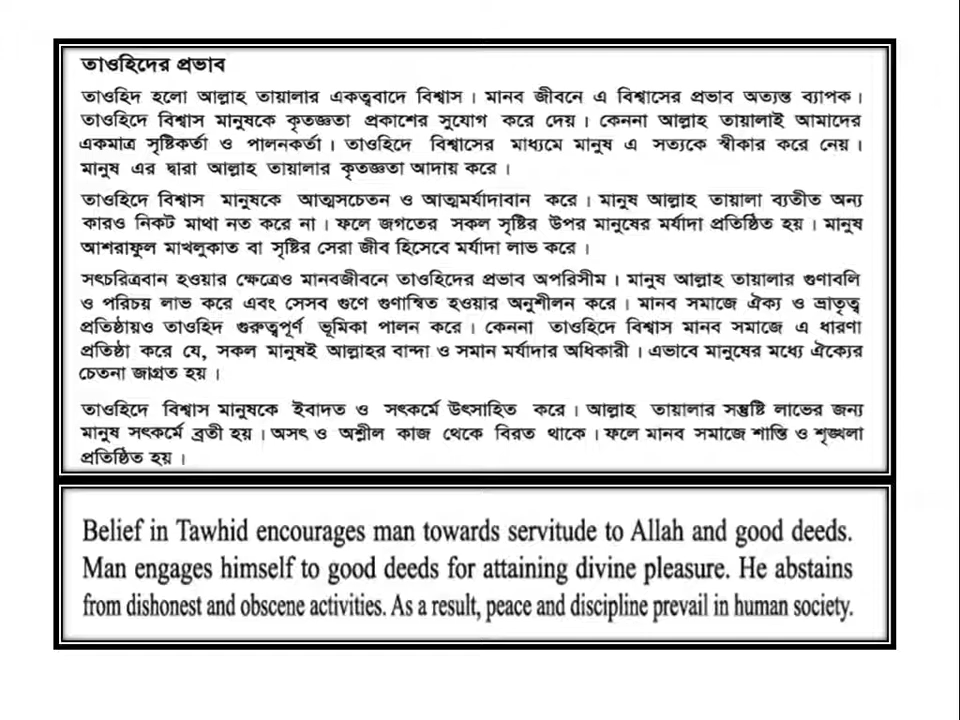 তাওহিদের প্রভাব
তাওহিদ হলো আল্লাহ তায়ালার একত্ববাদে বিশ্বাস। মানব জীবনে এ বিশ্বাসের প্রভাব অত্যন্ত ব্যাপক।
তাওহিদে বিশ্বাস মানুষকে কৃতজ্ঞতা প্রকাশের সুযোগ করে দেয়। কেননা আল্লাহ তায়ালাই আমাদের
একমাত্র সৃষ্টিকর্তা ও পালনকর্তা। তাওহিদে বিশ্বাসের মাধ্যমে মানুষ এ সত্যকে স্বীকার করে নেয়।
মানুষ এর দ্বারা আল্লাহ তায়ালার কৃতজ্ঞতা আদায় করে।
তাওহিদে বিশ্বাস মানুষকে আত্মসচেতন ও আত্মমর্যাদাবান করে। মানুষ আল্লাহ তায়ালা ব্যতীত অন্য
কারও নিকট মাথা নত করে না। ফলে জগতের সকল সৃষ্টির উপর মানুষের মর্যাদা প্রতিষ্ঠিত হয়। মানুষ
আশরাফুল মাখলুকাত বা সৃষ্টির সেরা জীব হিসেবে মর্যাদা লাভ করে।
সৎচরিত্রবান হওয়ার ক্ষেত্রেও মানবজীবনে তাওহিদের প্রভাব অপরিসীম। মানুষ আল্লাহ তায়ালার গুণাবলি
ও পরিচয় লাভ করে এবং সেসব গুণে গুণান্বিত হওয়ার অনুশীলন করে। মানব সমাজে ঐক্য ও ভ্রাতৃত্ব
প্রতিষ্ঠায়ও তাওহিদ গুরুত্বপূর্ণ ভূমিকা পালন করে। কেননা তাওহিদে বিশ্বাস মানব সমাজে এ ধারণা
প্রতিষ্ঠা করে যে, সকল মানুষই আল্লাহর বান্দা ও সমান মর্যাদার অধিকারী। এভাবে মানুষের মধ্যে ঐক্যের
চেতনা জাগ্রত হয়।
তাওহিদে বিশ্বাস মানুষকে ইবাদত ও সৎকর্মে উৎসাহিত করে। আল্লাহ তায়ালার সন্তুষ্টি লাভের জন্য
মানুষ সৎকর্মে ব্রতী হয়। অসৎ ও অশ্লীল কাজ থেকে বিরত থাকে। ফলে মানব সমাজে শান্তি ও শৃঙ্খলা
প্রতিষ্ঠিত হয়।
Belief in Tawhid encourages man towards servitude to Allah and good deeds.
Man engages himself to good deeds for attaining divine pleasure. He abstains
from dishonest and obscene activities. As a result, peace and discipline prevail in human society.